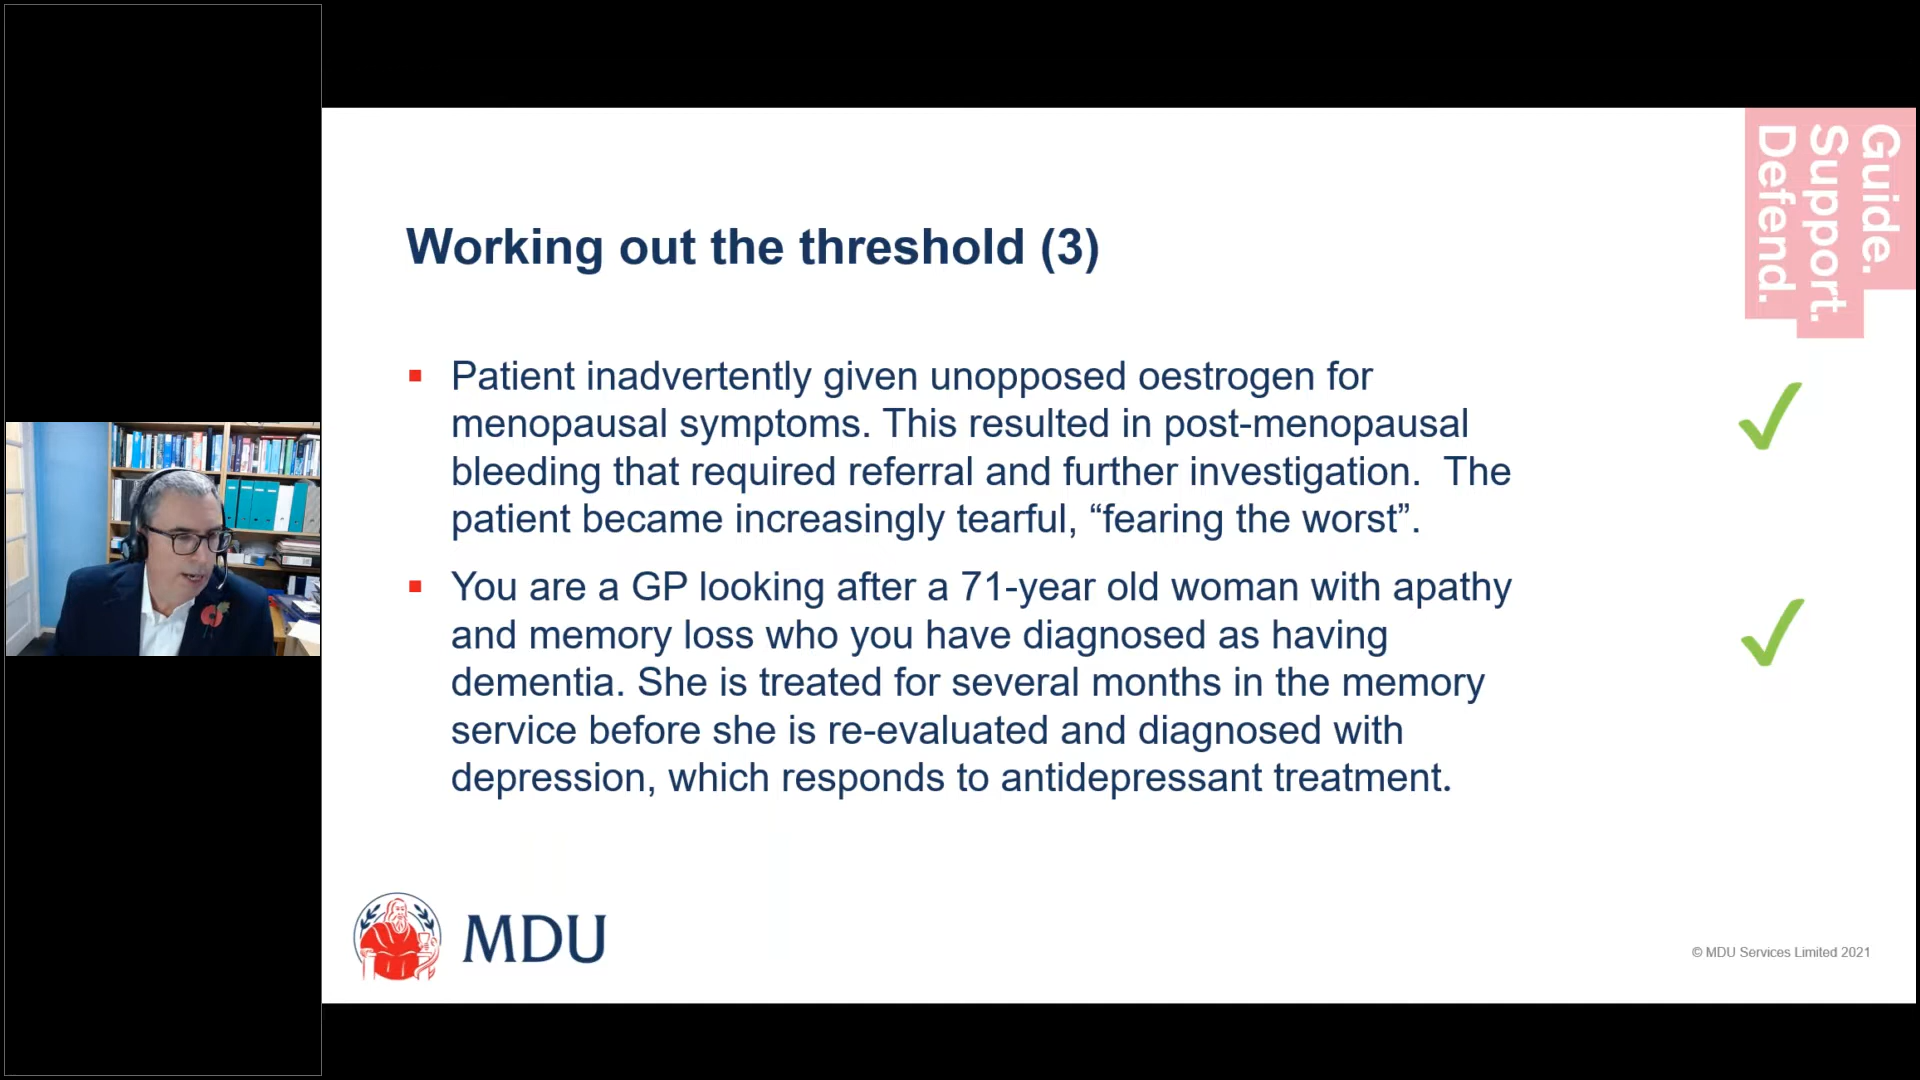 Guide.
Support.
Defend.
Working out the threshold (3)
▪ Patient inadvertently given unopposed oestrogen for
menopausal symptoms. This resulted in post-menopausal
bleeding that required referral and further investigation.  The
patient became increasingly tearful, “fearing the worst”.
▪ You are a GP looking after a 71-year old woman with apathy
and memory loss who you have diagnosed as having
dementia. She is treated for several months in the memory
service before she is re-evaluated and diagnosed with
depression, which responds to antidepressant treatment.
MDU
© MDU Services Limited 2021